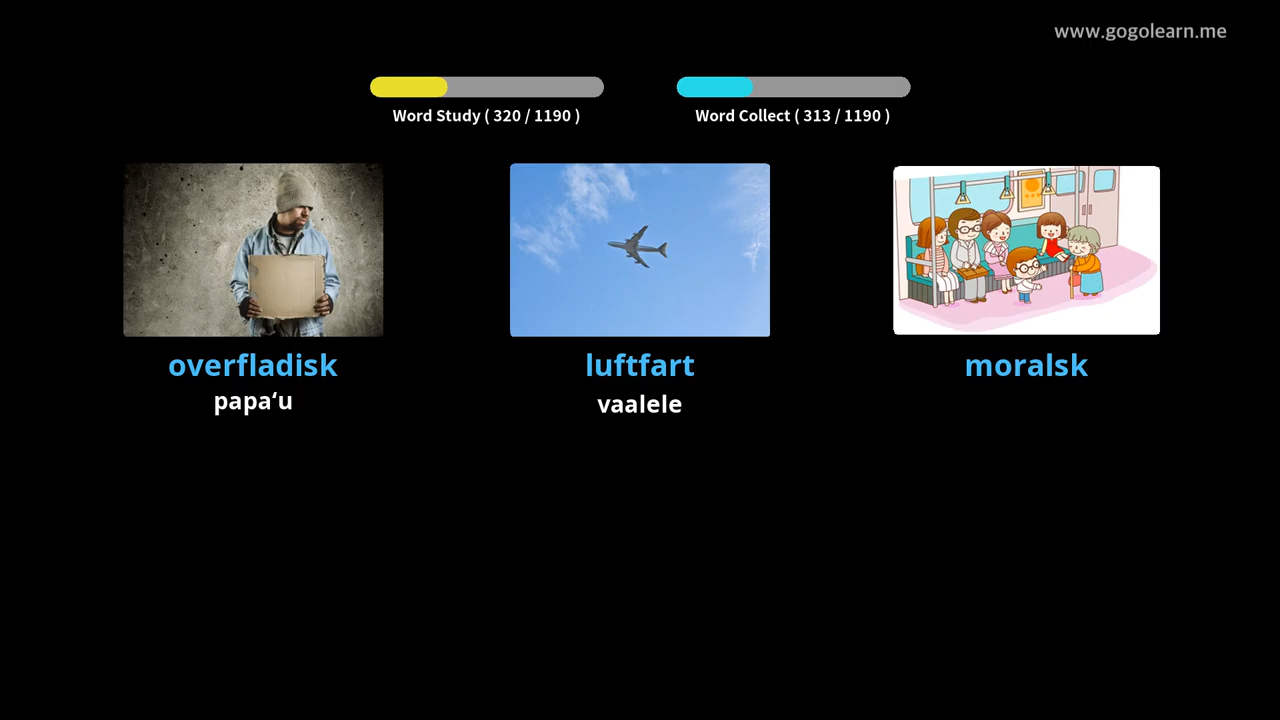 www.gogolearn.me
Word Study ( 320 / 1190 )
Word Collect ( 313 / 1190 )
overfladisk
papaʻu
luftfart
vaalele
moralsk